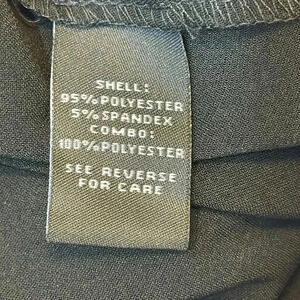 SHELL:
95%POLYESTER
5%SPANDEX
COMBO:
100%POLYESTER
SEE REVERSE
FOR CARE